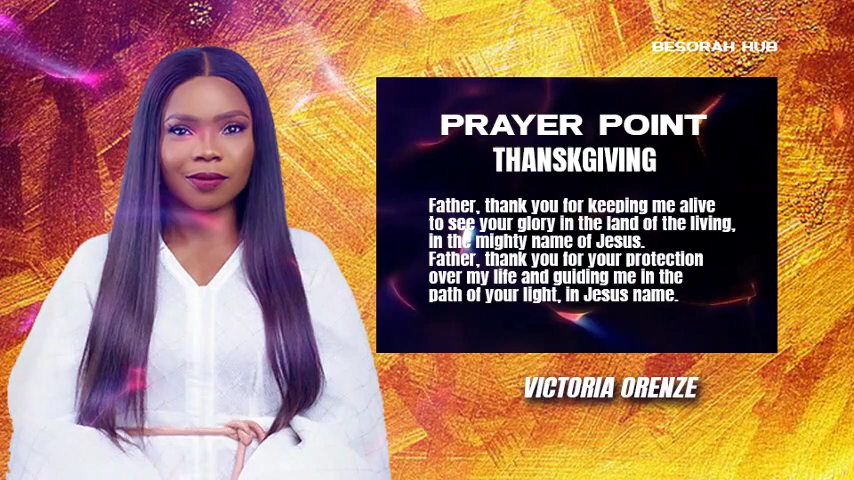 BESORAH HUB
PRAYER POINT
THANSKGIVING
Father, thank you for keeping me alive
to see your glory in the land of the living,
in the mighty name of Jesus.
Father, thank you for your protection
over my life and guiding me in the
path of your light, in Jesus name.
VICTORIA ORENZE